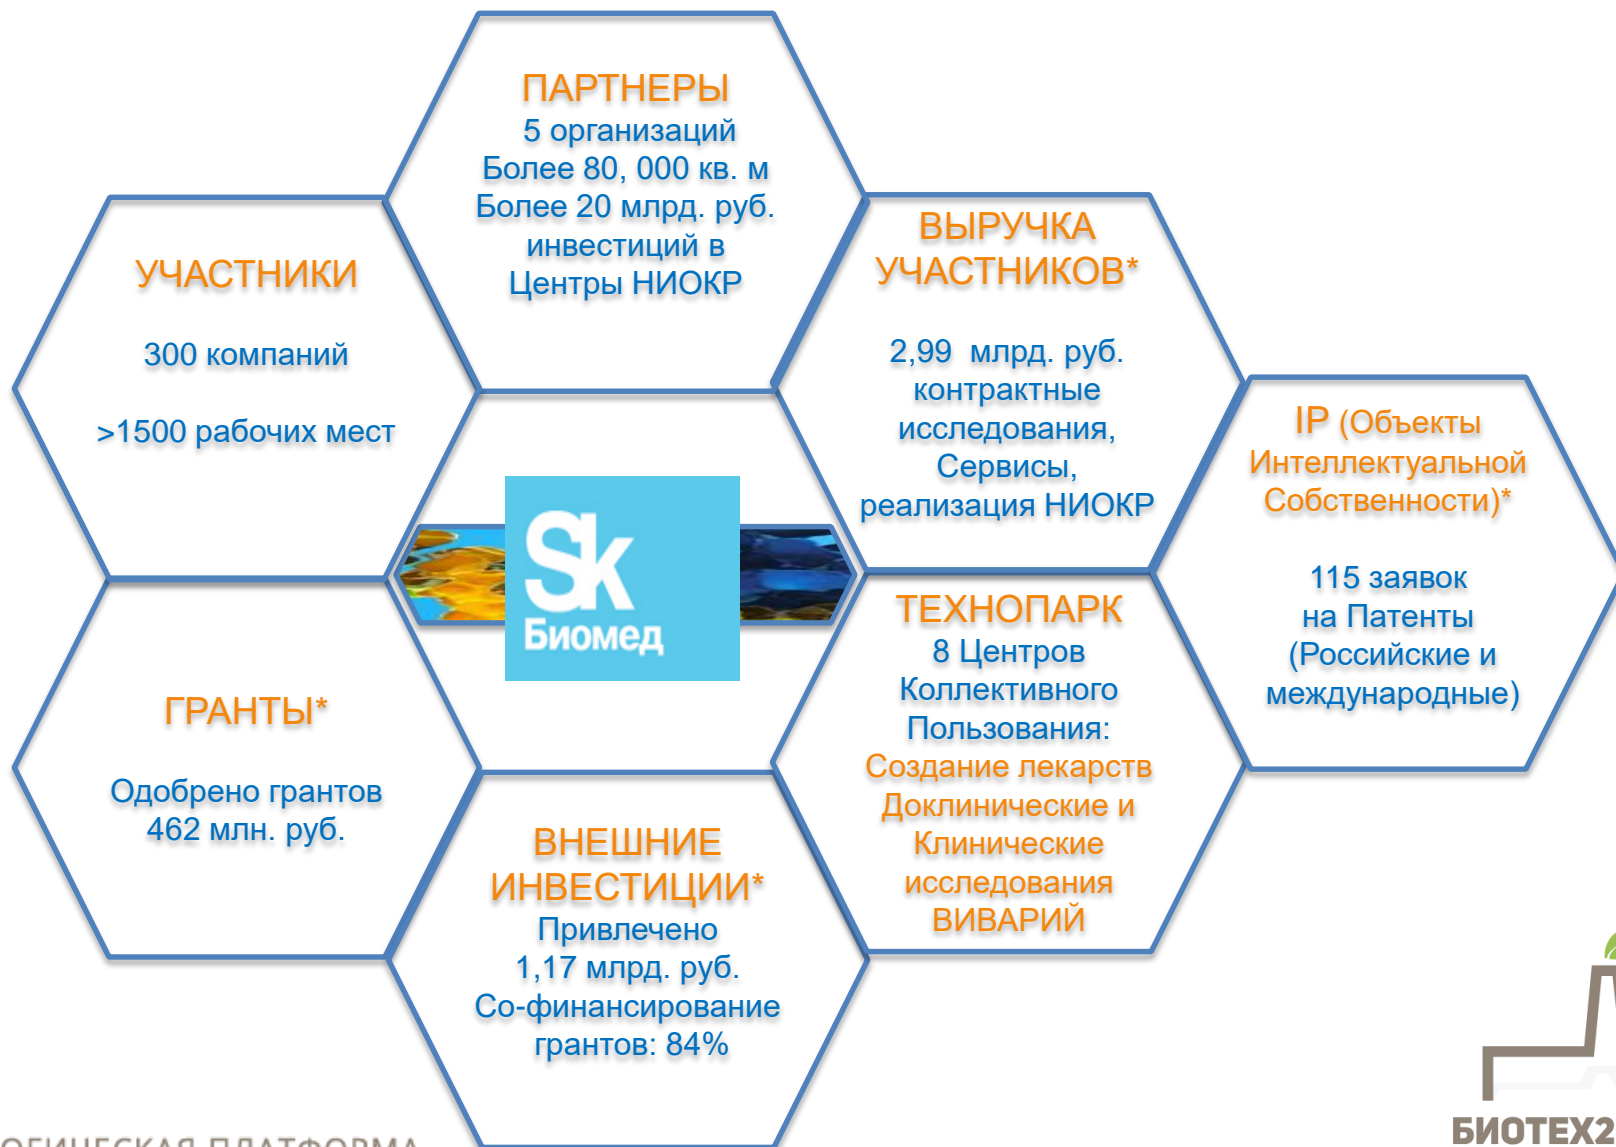 ПАРТНЕРЫ
5 организаций
Более 80, 000 кв. м
Более 20 млрд. руб.
инвестиций в
Центры НИОКР
УЧАСТНИКИ
300 компаний
>1500 рабочих мест
ВЫРУЧКА
УЧАСТНИКОВ*
2,99 млрд. руб.
контрактные
исследования,
Сервисы,
реализация НИОКР
IP (Объекты
Интеллектуальной
Собственности)*
115 заявок
на Патенты
(Российские и
международные)
Sk
Биомед
ТЕХНОПАРК
8 Центров
Коллективного
Пользования:
Создание лекарств
Доклинические и
Клинические
исследования
ВИВАРИЙ
ГРАНТЫ*
Одобрено грантов
462 млн. руб.
ВНЕШНИЕ
ИНВЕСТИЦИИ*
Привлечено
1,17 млрд. руб.
Со-финансирование
грантов: 84%
БИОТЕХ2
ПЛАТФОРМА